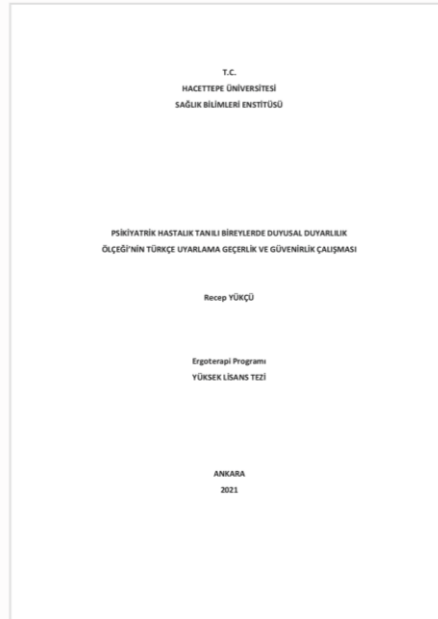 T.C.
HACETTEPE ÜNİVERSİTESİ
SAĞLIK BİLİMLERİ ENSTİTÜSÜ
PSİKİYATRİK HASTALIK TANILI BİREYLERDE DUYUSAL DUYARLILIK
ÖLÇEĞİ'NİN TÜRKÇE UYARLAMA GEÇERLİK VE GÜVENİRLİK ÇALIŞMASI
Recep YÜKÇÜ
Ergoterapi Programı
YÜKSEK LİSANS TEZİ
ANKARA
2021